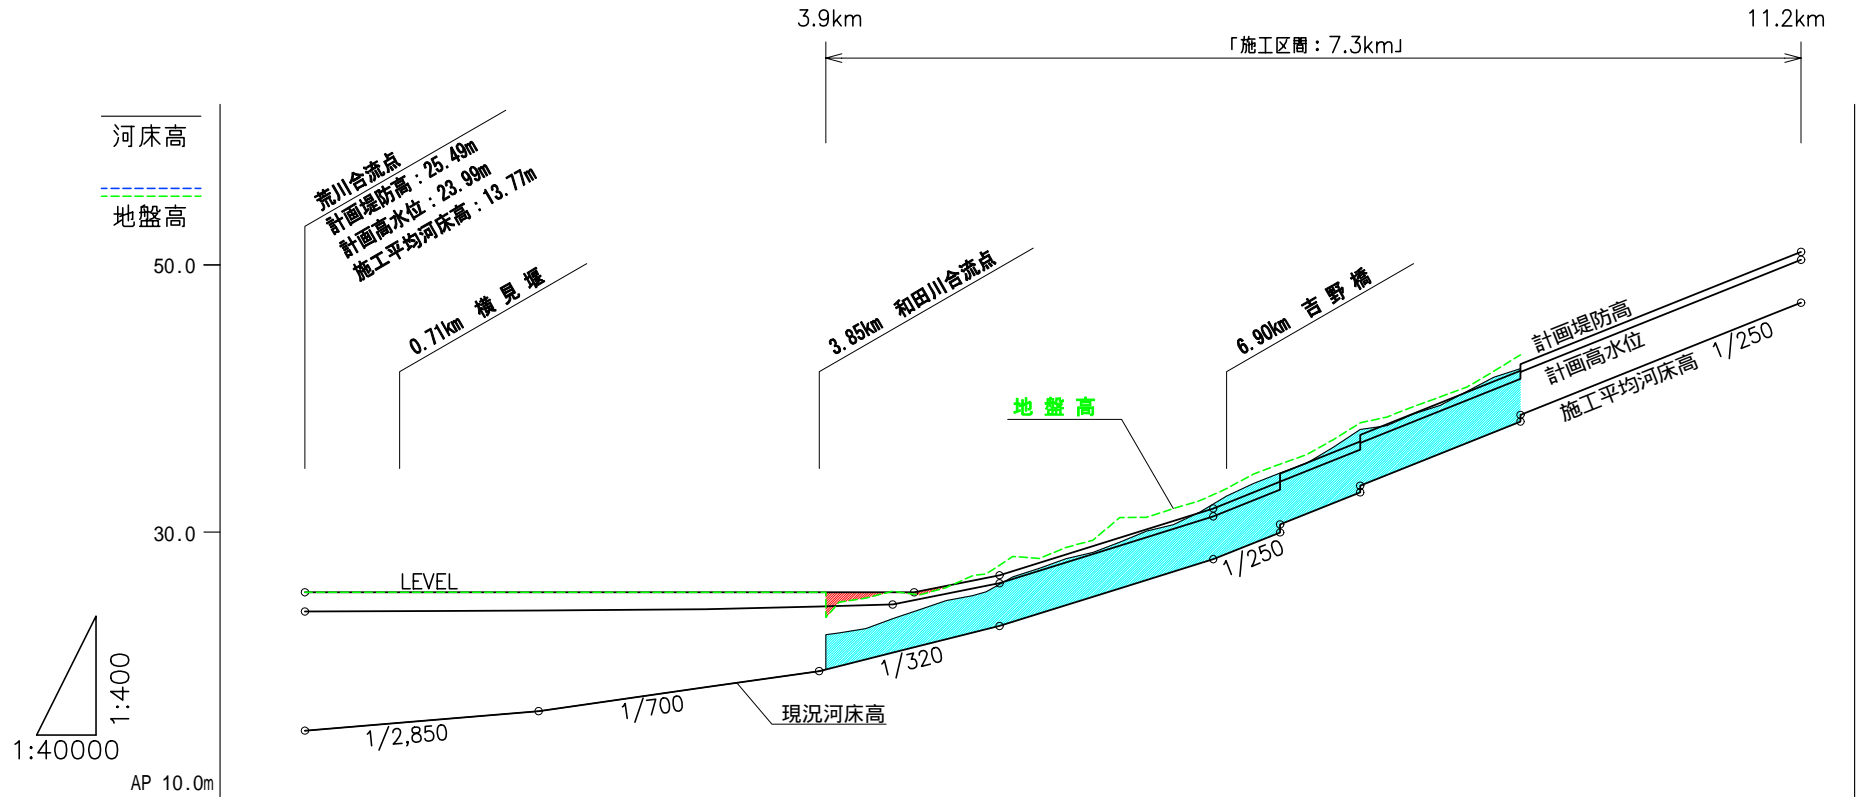 3.9km
11.2km
「施工区間：7.3km」
河床高
地盤高
荒川合流点
計画堤防高：25.49m
計画高水位：23.99m
施工平均河床高：13.77m
50.0
0.71km 横見堰
3.85km 和田川合流点
6.90km 吉野橋
計画堤防高
計画高水位
施工平均河床高 1/250
地盤高
30.0
LEVEL
1/250
1/320
1/700
現況河床高
1/2,850
1:400
1:40000
AP 10.0m